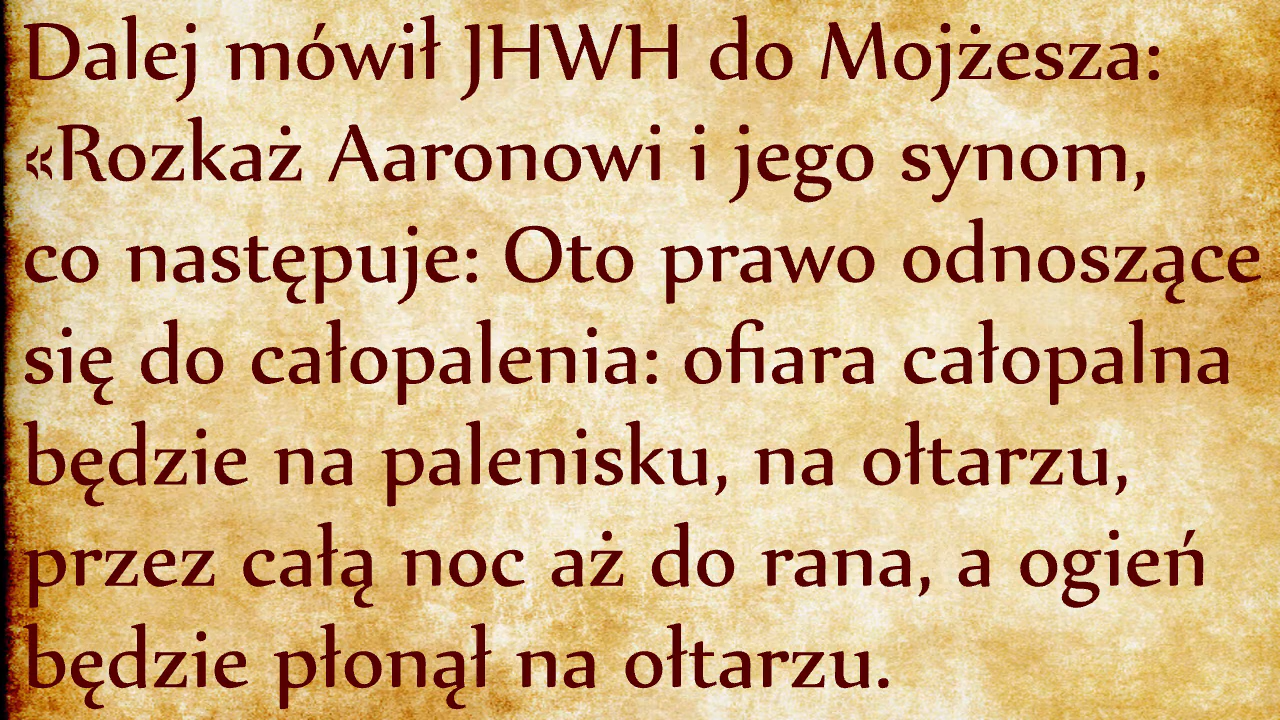 Dalej mówił JHWH do Mojżesza:
«Rozkaż Aaronowi i jego synom,
co następuje: Oto prawo odnoszące
się do całopalenia: ofiara całopalna
będzie na palenisku, na ołtarzu,
przez całą noc aż do rana, a ogień
będzie płonął na ołtarzu.